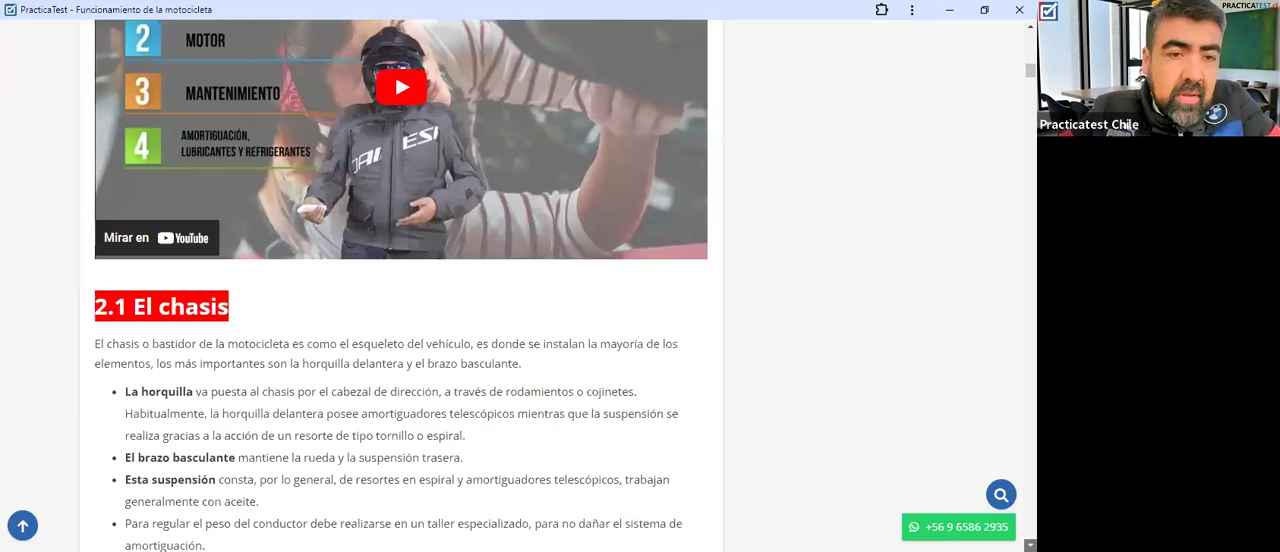 PracticaTest - Funcionamiento de la motocicleta
PRACTICATEST
2 MOTOR
3 MANTENIMIENTO
4 AMORTIGUACIÓN,
LUBRICANTES Y REFRIGERANTES
Mirar en YouTube
Practicatest Chile
2.1 El chasis
El chasis o bastidor de la motocicleta es como el esqueleto del vehículo, es donde se instalan la mayoría de los
elementos, los más importantes son la horquilla delantera y el brazo basculante.
• La horquilla va puesta al chasis por el cabezal de dirección, a través de rodamientos o cojinetes.
Habitualmente, la horquilla delantera posee amortiguadores telescópicos mientras que la suspensión se
realiza gracias a la acción de un resorte de tipo tornillo o espiral.
• El brazo basculante mantiene la rueda y la suspensión trasera.
• Esta suspensión consta, por lo general, de resortes en espiral y amortiguadores telescópicos, trabajan
generalmente con aceite.
• Para regular el peso del conductor debe realizarse en un taller especializado, para no dañar el sistema de
amortiguación.
+56 9 6586 2935